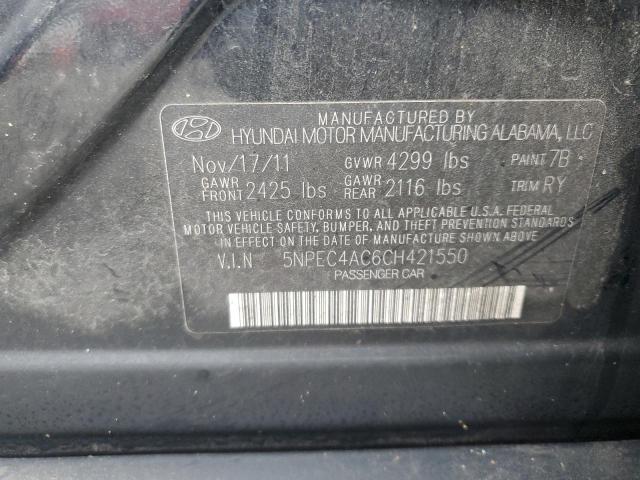 MANUFACTURED BY
HYUNDAI MOTOR MANUFACTURING ALABAMA, LLC
Nov/17/11 GVWR 4299 lbs PAINT 7B
GAWR FRONT 2425 lbs GAWR REAR 2116 lbs TRIM RY
THIS VEHICLE CONFORMS TO ALL APPLICABLE U.S.A. FEDERAL
MOTOR VEHICLE SAFETY, BUMPER, AND THEFT PREVENTION STANDARDS
IN EFFECT ON THE DATE OF MANUFACTURE SHOWN ABOVE
V.I.N 5NPEC4AC6CH421550
PASSENGER CAR